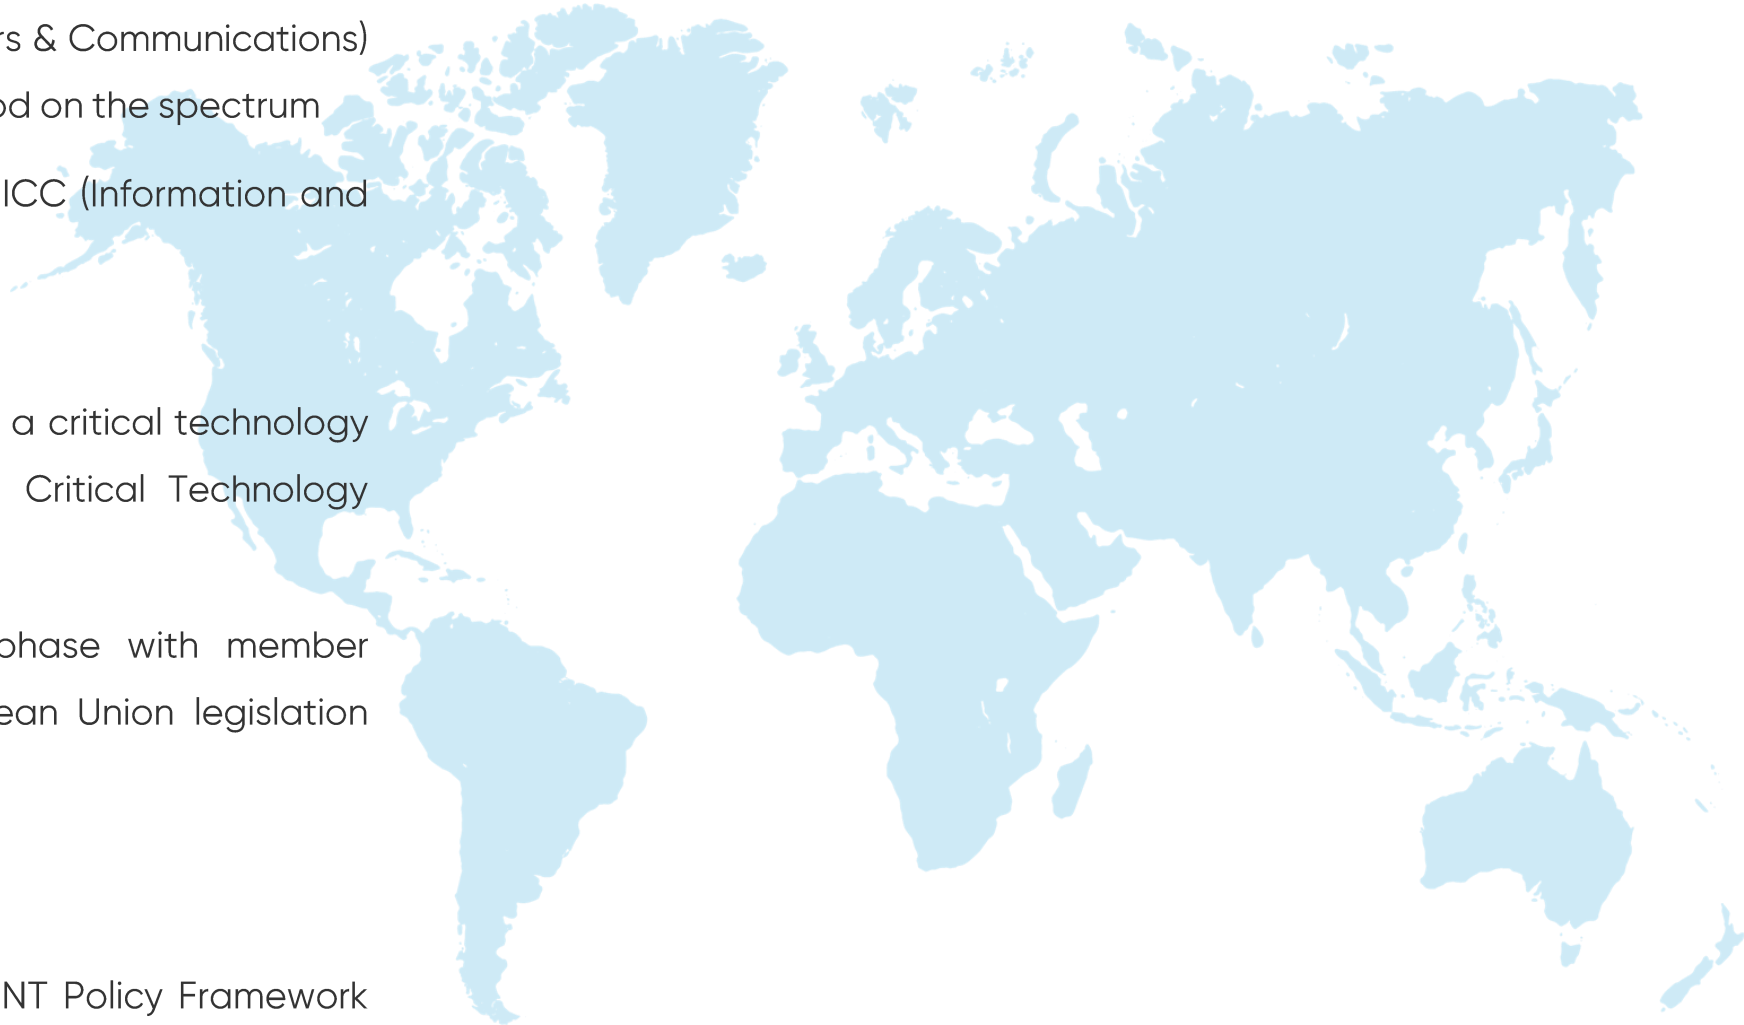 rs & Communications)
od on the spectrum
ICC (Information and
a critical technology
Critical Technology
phase with member
ean Union legislation
NT Policy Framework